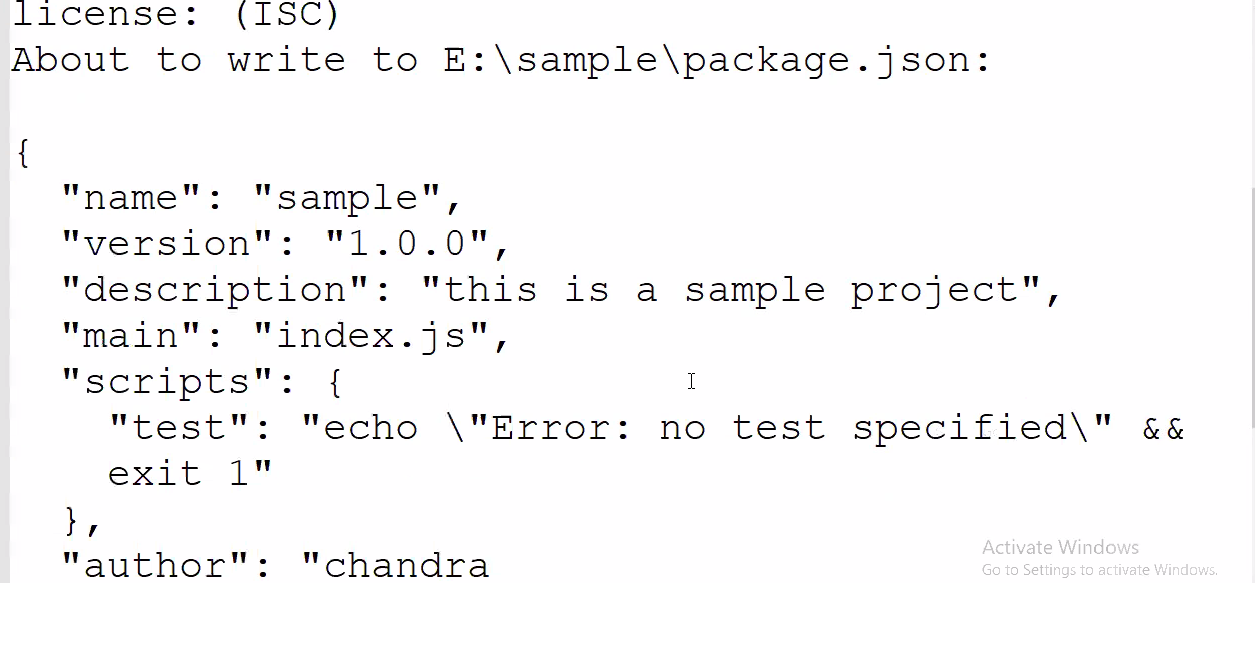 license: (ISC)
About to write to E:\sample\package.json:
{
"name": "sample",
"version": "1.0.0",
"description": "this is a sample project",
"main": "index.js",
"scripts": {
"test": "echo \"Error: no test specified\" &&
exit 1"
},
"author": "chandra
Activate Windows
Go to Settings to activate Windows.